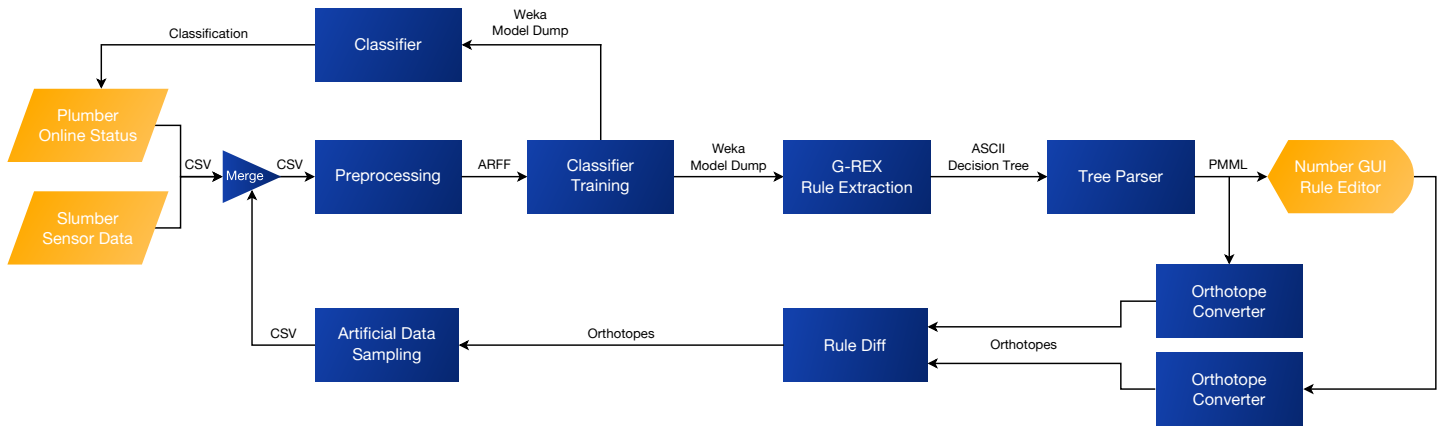 Weka
Model Dump
Classification
Classifier
Plumber
Online Status
CSV
Merge
CSV
Preprocessing
ARFF
Classifier
Training
Weka
Model Dump
G-REX
Rule Extraction
ASCII
Decision Tree
Tree Parser
PMML
Number GUI
Rule Editor
Slumber
Sensor Data
Orthotope
Converter
CSV
Artificial Data
Sampling
Orthotopes
Rule Diff
Orthotopes
Orthotope
Converter